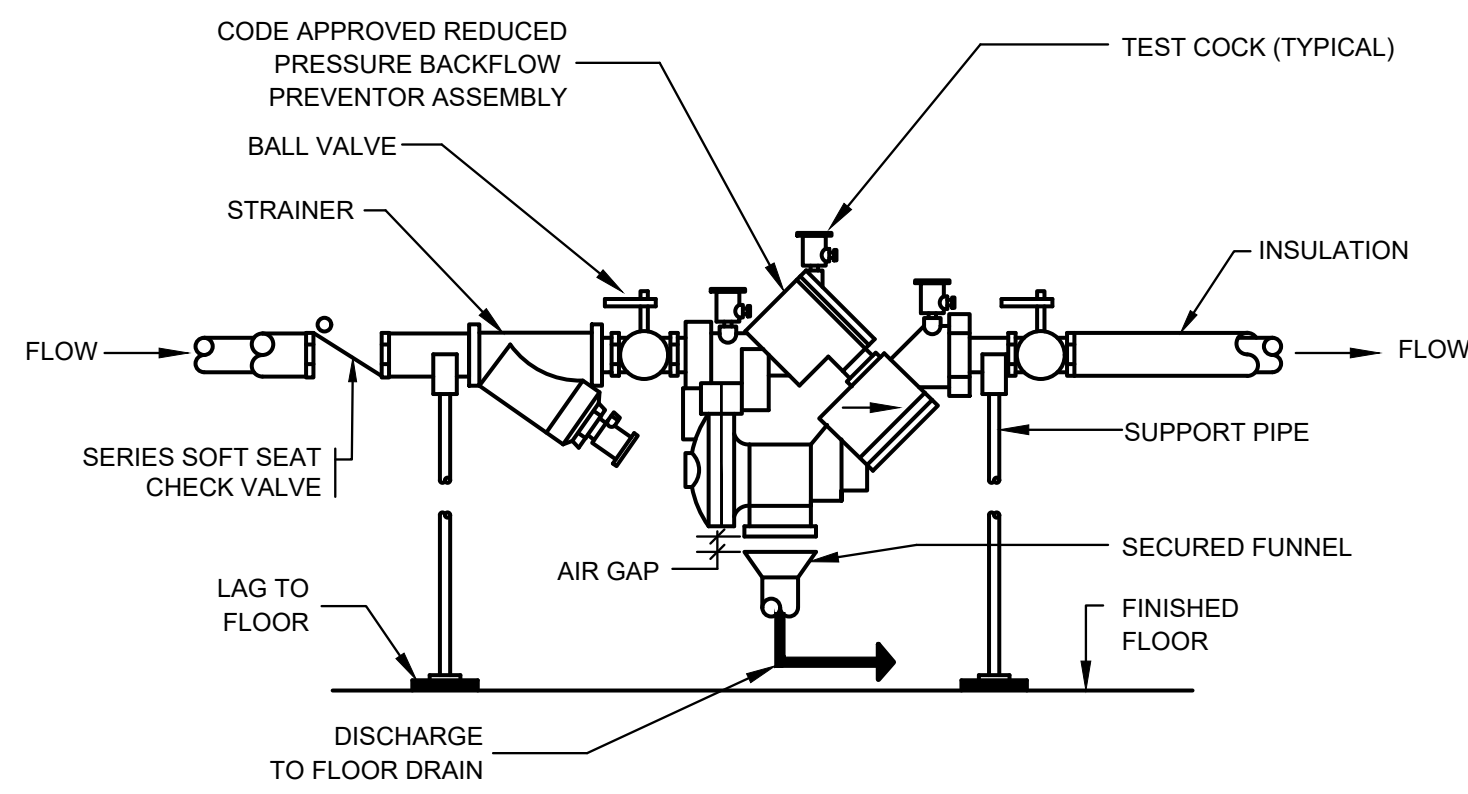 CODE APPROVED REDUCED
PRESSURE BACKFLOW
PREVENTOR ASSEMBLY
TEST COCK (TYPICAL)
BALL VALVE
STRAINER
INSULATION
FLOW
FLOW
SERIES SOFT SEAT
CHECK VALVE
SUPPORT PIPE
AIR GAP
SECURED FUNNEL
LAG TO
FLOOR
FINISHED
FLOOR
DISCHARGE
TO FLOOR DRAIN